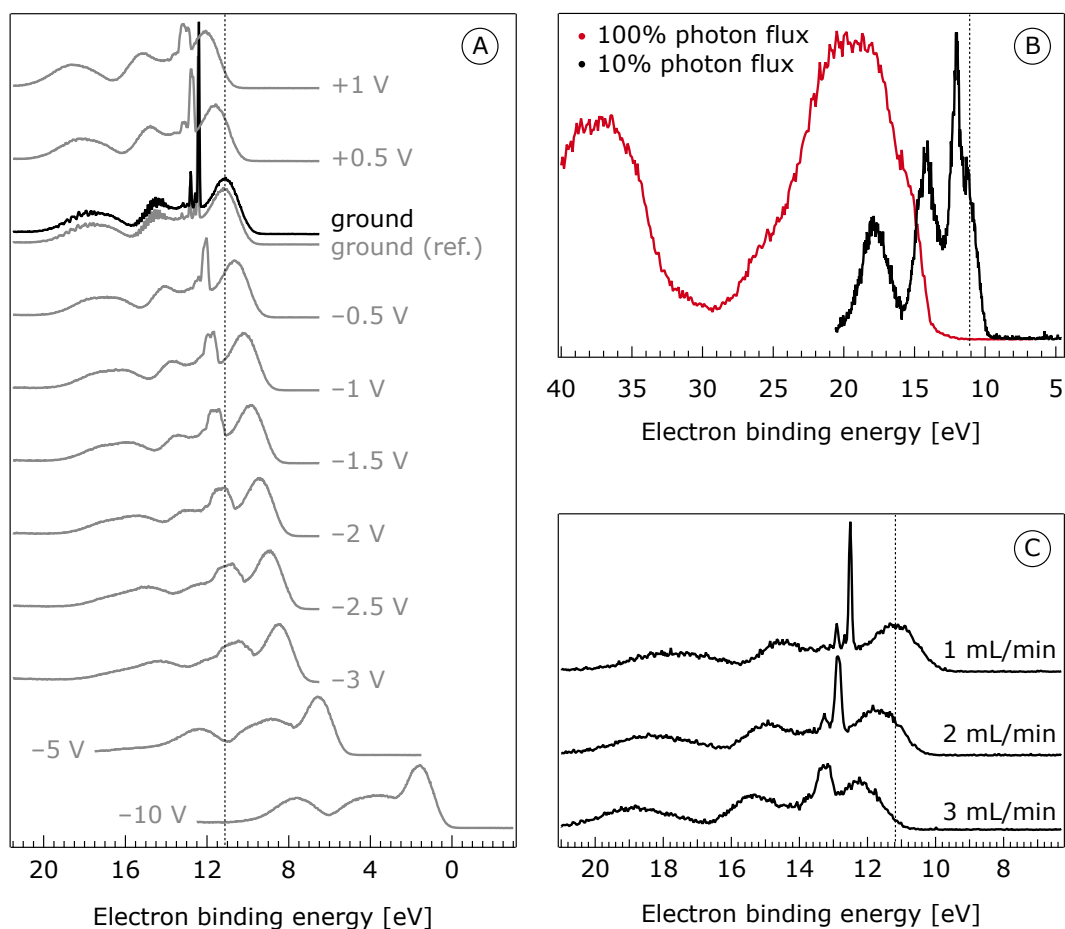 A
+1 V
+0.5 V
ground
ground (ref.)
−0.5 V
−1 V
−1.5 V
−2 V
−2.5 V
−3 V
−5 V
−10 V
20 16 12 8 4 0
Electron binding energy [eV]
B
• 100% photon flux
• 10% photon flux
40 35 30 25 20 15 10 5
Electron binding energy [eV]
C
1 mL/min
2 mL/min
3 mL/min
20 18 16 14 12 10 8
Electron binding energy [eV]